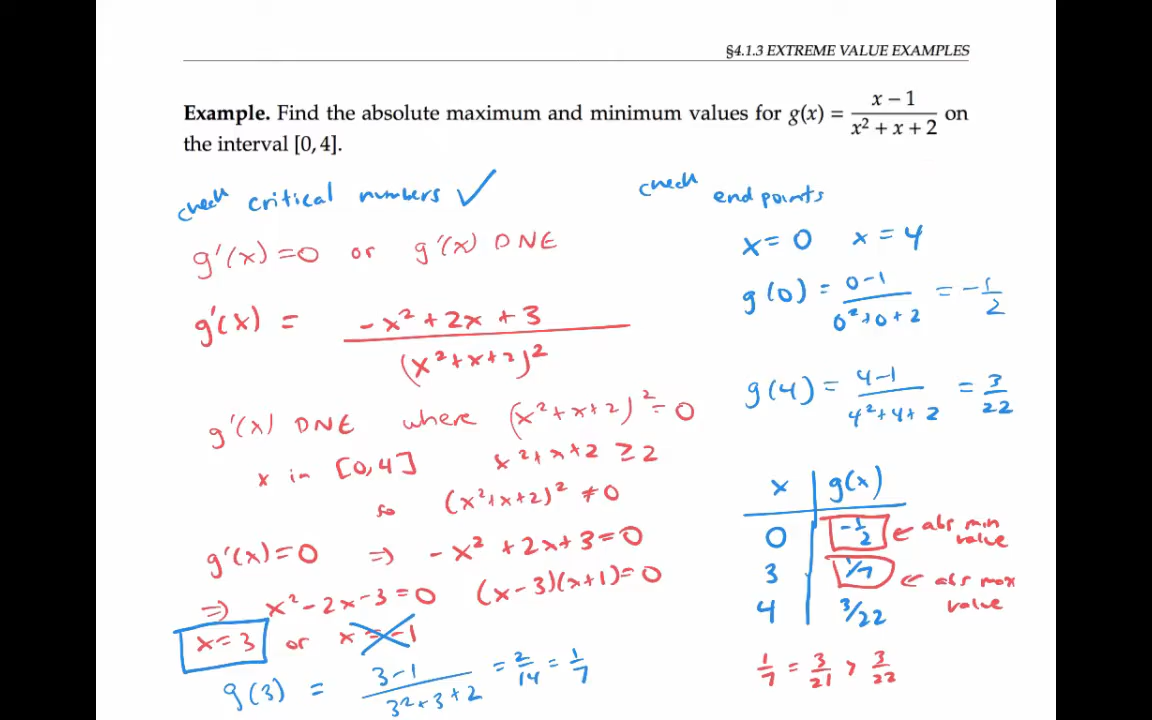 §4.1.3 EXTREME VALUE EXAMPLES
Example. Find the absolute maximum and minimum values for g(x) = (x − 1)/(x² + x + 2) on
the interval [0, 4].
check critical numbers ✓
g'(x) = 0 or g'(x) DNE
g'(x) = (-x² + 2x + 3)/(x² + x + 2)²
g'(x) DNE where (x² + x + 2)² = 0
x in [0,4] x² + x + 2 ≥ 2
so (x² + x + 2)² ≠ 0
g'(x) = 0 => -x² + 2x + 3 = 0
=> x² - 2x - 3 = 0 (x - 3)(x + 1) = 0
x = 3 or x = -1
g(3) = (3 - 1)/(3² + 3 + 2) = 2/14 = 1/7
check end points
x = 0 x = 4
g(0) = (0 - 1)/(0² + 0 + 2) = -1/2
g(4) = (4 - 1)/(4² + 4 + 2) = 3/22
x g(x)
0 -1/2 ← abs min value
3 1/7 ← abs max value
4 3/22
1/7 = 3/21 > 3/22